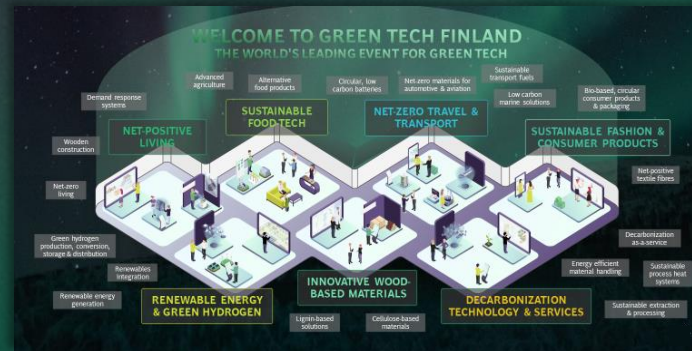 WELCOME TO GREEN TECH FINLAND
THE WORLD'S LEADING EVENT FOR GREEN TECH
Advanced
agriculture
Alternative
food products
Circular, low
carbon batteries
Net-zero materials for
automotive & aviation
Sustainable
transport fuels
Low carbon
marine solutions
Bio-based, circular
consumer products
& packaging
Demand response
systems
NET-POSITIVE
LIVING
SUSTAINABLE
FOOD TECH
NET-ZERO TRAVEL &
TRANSPORT
SUSTAINABLE FASHION &
CONSUMER PRODUCTS
Wooden
construction
Net-zero
living
Net-positive
textile fibres
Green hydrogen
production, conversion,
storage & distribution
Renewables
Integration
Renewable energy
generation
Decarbonization
as-a-service
Energy efficient
material handling
Sustainable
process heat
systems
Sustainable extraction
& processing
RENEWABLE ENERGY
& GREEN HYDROGEN
INNOVATIVE WOOD-
BASED MATERIALS
DECARBONIZATION
TECHNOLOGY & SERVICES
Lignin-based
solutions
Cellulose-based
materials